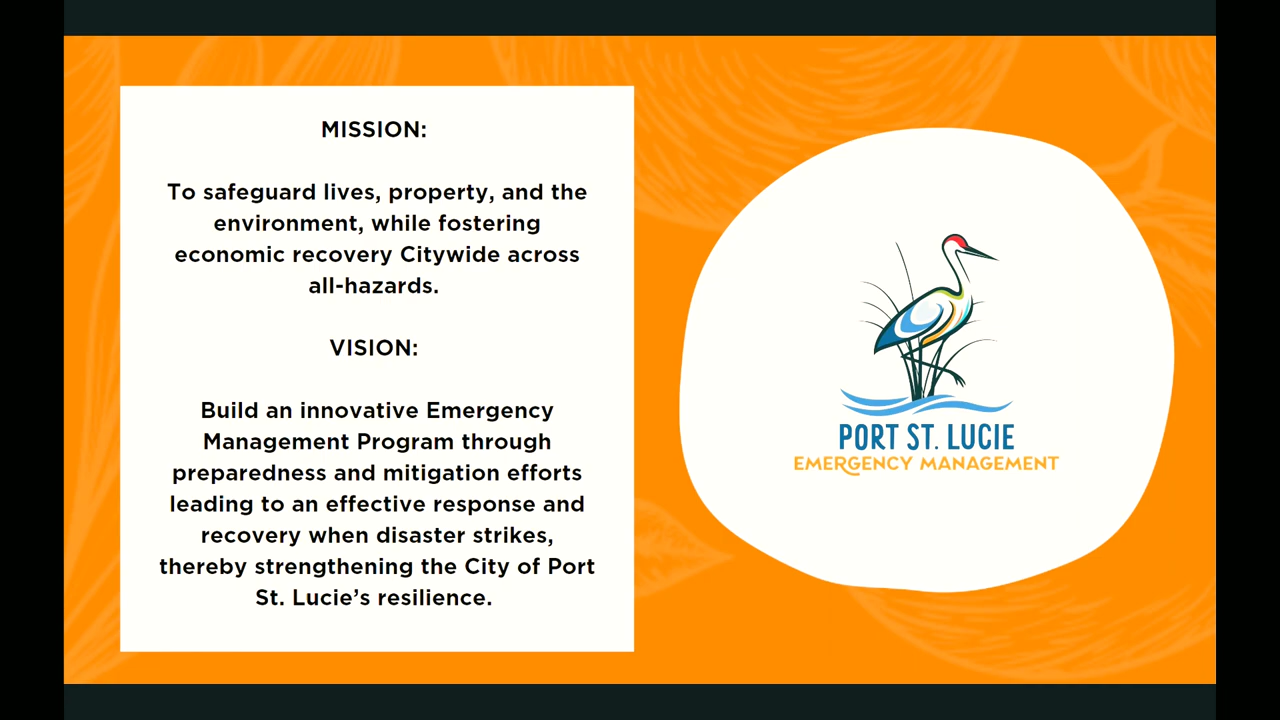 MISSION:
To safeguard lives, property, and the
environment, while fostering
economic recovery Citywide across
all-hazards.
VISION:
Build an innovative Emergency
Management Program through
preparedness and mitigation efforts
leading to an effective response and
recovery when disaster strikes,
thereby strengthening the City of Port
St. Lucie’s resilience.
PORT ST. LUCIE
EMERGENCY MANAGEMENT